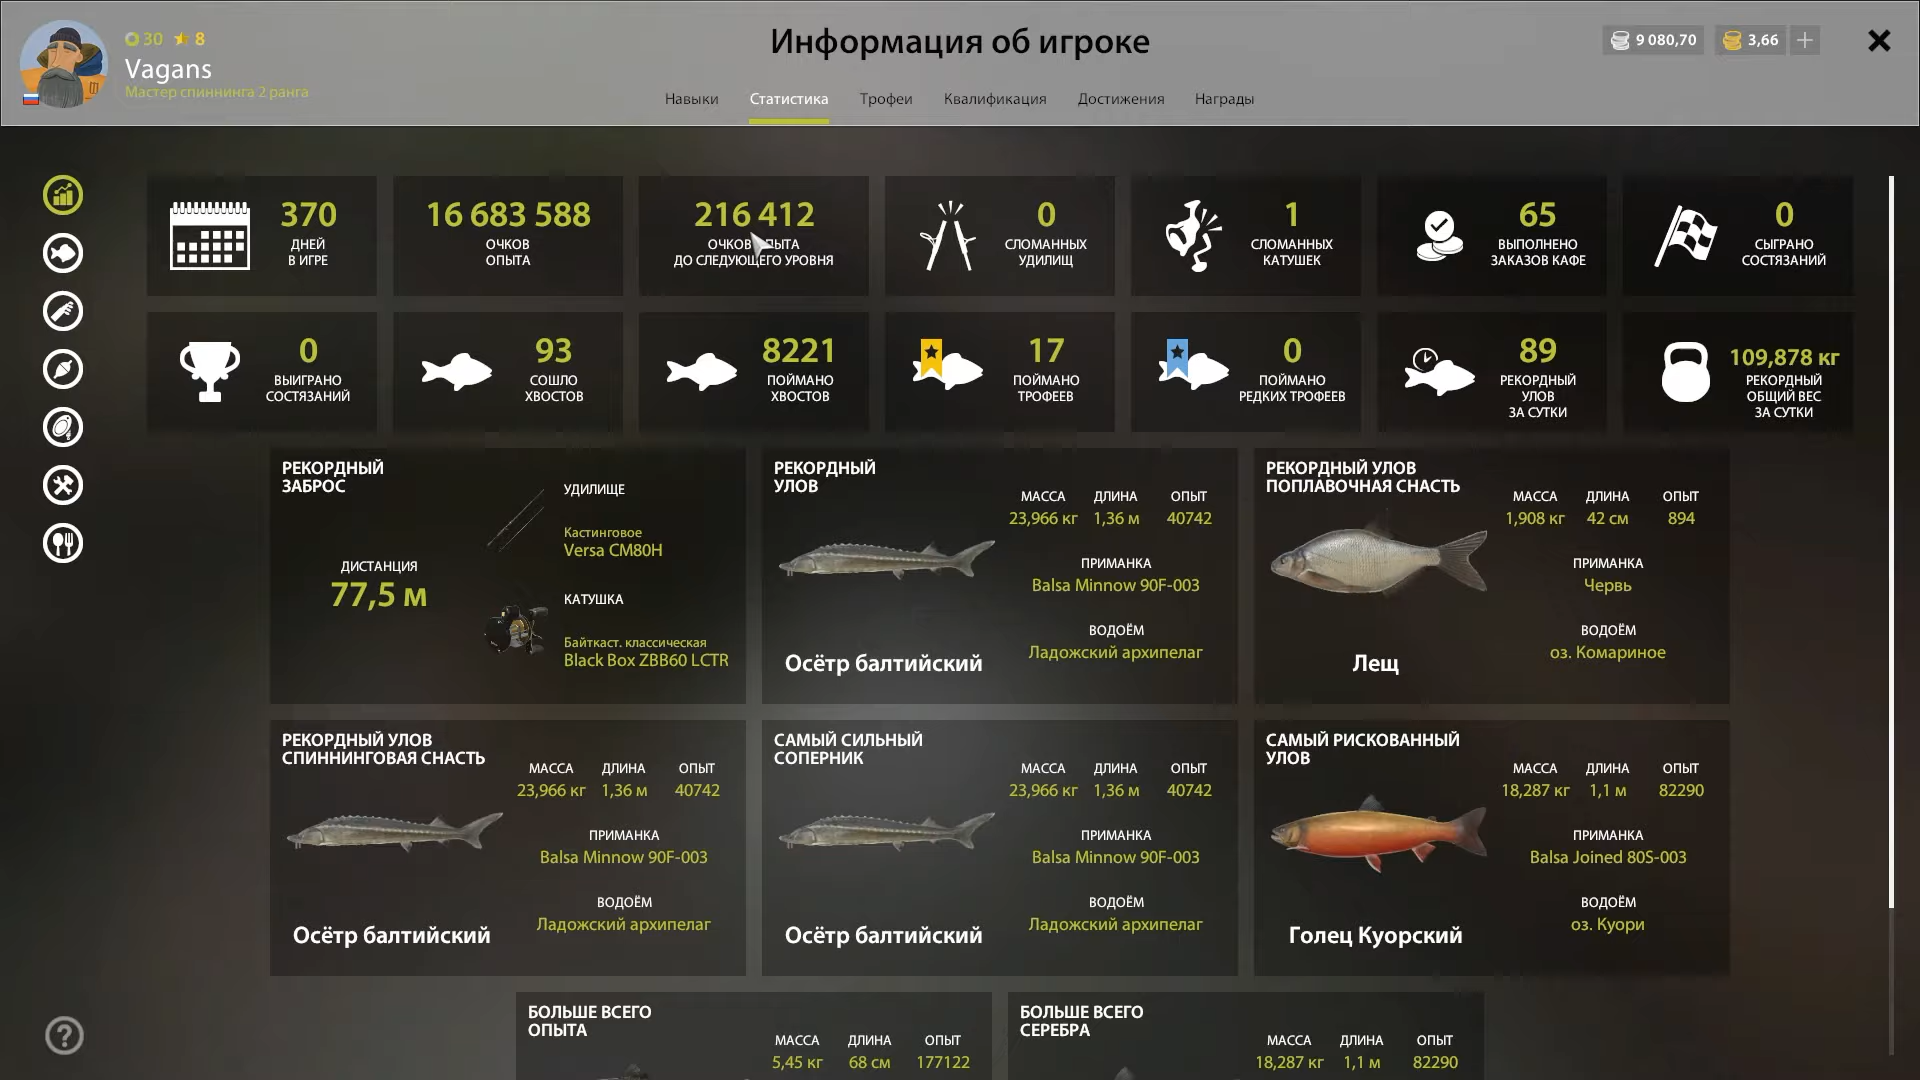 30 8
Vagans
Мастер спиннинга 2 ранга
Информация об игроке
9 080,70 3,66 +
Навыки Статистика Трофеи Квалификация Достижения Награды
370
ДНЕЙ
В ИГРЕ
16 683 588
ОЧКОВ
ОПЫТА
216 412
ОЧКОВ ОПЫТА
ДО СЛЕДУЮЩЕГО УРОВНЯ
0
СЛОМАННЫХ
УДИЛИЩ
1
СЛОМАННЫХ
КАТУШЕК
65
ВЫПОЛНЕНО
ЗАКАЗОВ КАФЕ
0
СЫГРАНО
СОСТЯЗАНИЙ
0
ВЫИГРАНО
СОСТЯЗАНИЙ
93
СОШЛО
ХВОСТОВ
8221
ПОЙМАНО
ХВОСТОВ
17
ПОЙМАНО
ТРОФЕЕВ
0
ПОЙМАНО
РЕДКИХ ТРОФЕЕВ
89
РЕКОРДНЫЙ
УЛОВ
ЗА СУТКИ
109,878 кг
РЕКОРДНЫЙ
ОБЩИЙ ВЕС
ЗА СУТКИ
РЕКОРДНЫЙ
ЗАБРОС
ДИСТАНЦИЯ
77,5 м
УДИЛИЩЕ
Кастинговое
Versa CM80H
КАТУШКА
Байткаст. классическая
Black Box ZBB60 LCTR
РЕКОРДНЫЙ
УЛОВ
МАССА ДЛИНА ОПЫТ
23,966 кг 1,36 м 40742
ПРИМАНКА
Balsa Minnow 90F-003
ВОДОЁМ
Ладожский архипелаг
Осётр балтийский
РЕКОРДНЫЙ УЛОВ
ПОПЛАВОЧНАЯ СНАСТЬ
МАССА ДЛИНА ОПЫТ
1,908 кг 42 см 894
ПРИМАНКА
Червь
ВОДОЁМ
оз. Комариное
Лещ
РЕКОРДНЫЙ УЛОВ
СПИННИНГОВАЯ СНАСТЬ
МАССА ДЛИНА ОПЫТ
23,966 кг 1,36 м 40742
ПРИМАНКА
Balsa Minnow 90F-003
ВОДОЁМ
Ладожский архипелаг
Осётр балтийский
САМЫЙ СИЛЬНЫЙ
СОПЕРНИК
МАССА ДЛИНА ОПЫТ
23,966 кг 1,36 м 40742
ПРИМАНКА
Balsa Minnow 90F-003
ВОДОЁМ
Ладожский архипелаг
Осётр балтийский
САМЫЙ РИСКОВАННЫЙ
УЛОВ
МАССА ДЛИНА ОПЫТ
18,287 кг 1,1 м 82290
ПРИМАНКА
Balsa Joined 80S-003
ВОДОЁМ
оз. Куори
Голец Куорский
БОЛЬШЕ ВСЕГО
ОПЫТА
МАССА ДЛИНА ОПЫТ
5,45 кг 68 см 177122
БОЛЬШЕ ВСЕГО
СЕРЕБРА
МАССА ДЛИНА ОПЫТ
18,287 кг 1,1 м 82290
?